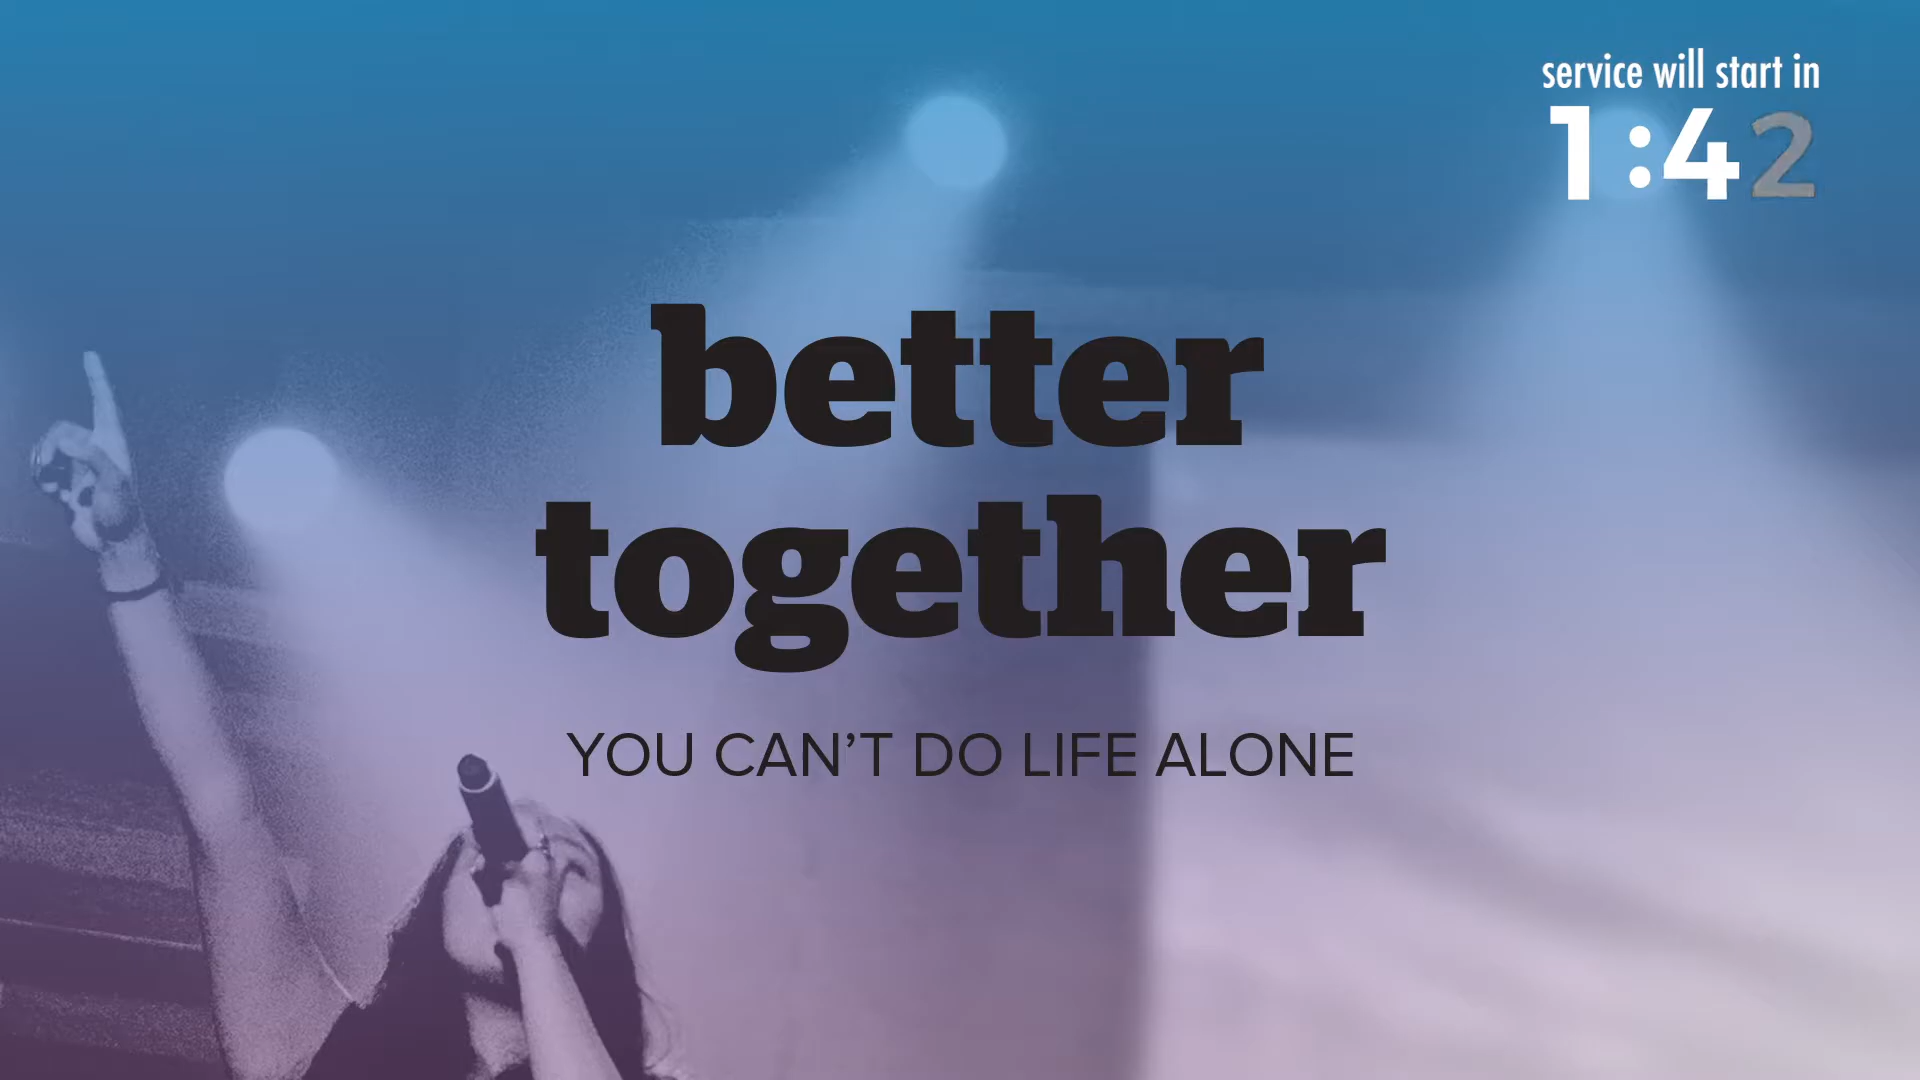 service will start in
1:42
better
together
YOU CAN’T DO LIFE ALONE